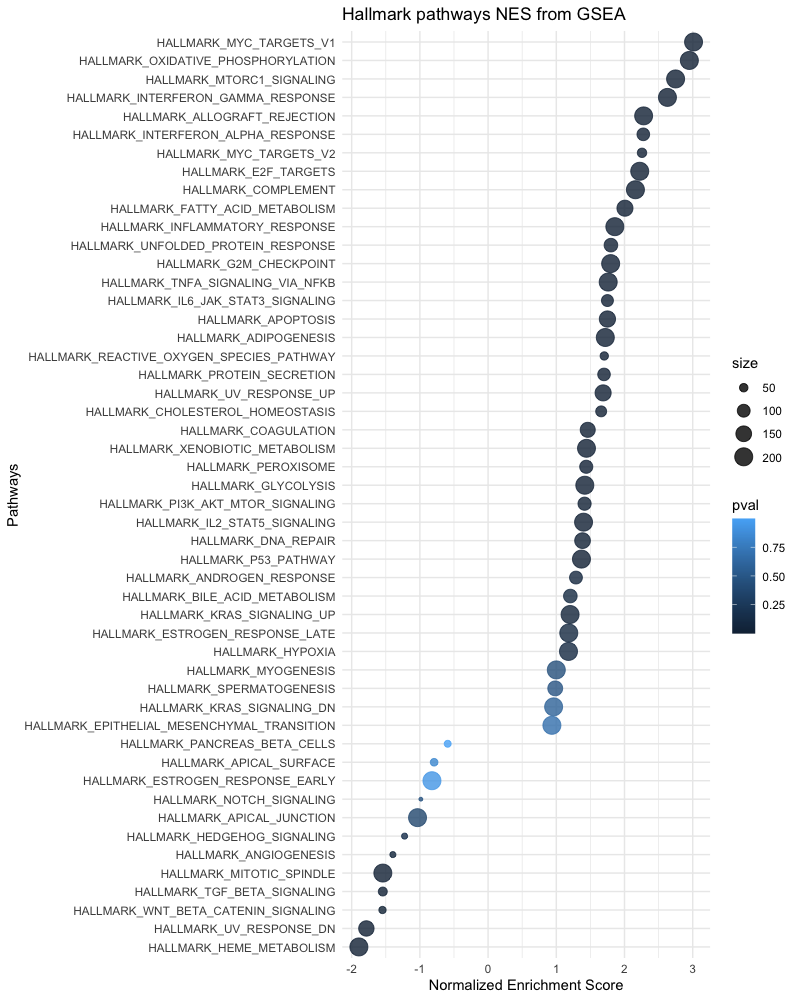 Hallmark pathways NES from GSEA
HALLMARK_MYC_TARGETS_V1
HALLMARK_OXIDATIVE_PHOSPHORYLATION
HALLMARK_MTORC1_SIGNALING
HALLMARK_INTERFERON_GAMMA_RESPONSE
HALLMARK_ALLOGRAFT_REJECTION
HALLMARK_INTERFERON_ALPHA_RESPONSE
HALLMARK_MYC_TARGETS_V2
HALLMARK_E2F_TARGETS
HALLMARK_COMPLEMENT
HALLMARK_FATTY_ACID_METABOLISM
HALLMARK_INFLAMMATORY_RESPONSE
HALLMARK_UNFOLDED_PROTEIN_RESPONSE
HALLMARK_G2M_CHECKPOINT
HALLMARK_TNFA_SIGNALING_VIA_NFKB
HALLMARK_IL6_JAK_STAT3_SIGNALING
HALLMARK_APOPTOSIS
HALLMARK_ADIPOGENESIS
HALLMARK_REACTIVE_OXYGEN_SPECIES_PATHWAY
HALLMARK_PROTEIN_SECRETION
HALLMARK_UV_RESPONSE_UP
HALLMARK_CHOLESTEROL_HOMEOSTASIS
HALLMARK_COAGULATION
HALLMARK_XENOBIOTIC_METABOLISM
HALLMARK_PEROXISOME
HALLMARK_GLYCOLYSIS
HALLMARK_PI3K_AKT_MTOR_SIGNALING
HALLMARK_IL2_STAT5_SIGNALING
HALLMARK_DNA_REPAIR
HALLMARK_P53_PATHWAY
HALLMARK_ANDROGEN_RESPONSE
HALLMARK_BILE_ACID_METABOLISM
HALLMARK_KRAS_SIGNALING_UP
HALLMARK_ESTROGEN_RESPONSE_LATE
HALLMARK_HYPOXIA
HALLMARK_MYOGENESIS
HALLMARK_SPERMATOGENESIS
HALLMARK_KRAS_SIGNALING_DN
HALLMARK_EPITHELIAL_MESENCHYMAL_TRANSITION
HALLMARK_PANCREAS_BETA_CELLS
HALLMARK_APICAL_SURFACE
HALLMARK_ESTROGEN_RESPONSE_EARLY
HALLMARK_NOTCH_SIGNALING
HALLMARK_APICAL_JUNCTION
HALLMARK_HEDGEHOG_SIGNALING
HALLMARK_ANGIOGENESIS
HALLMARK_MITOTIC_SPINDLE
HALLMARK_TGF_BETA_SIGNALING
HALLMARK_WNT_BETA_CATENIN_SIGNALING
HALLMARK_UV_RESPONSE_DN
HALLMARK_HEME_METABOLISM
Pathways
-2 -1 0 1 2 3
Normalized Enrichment Score
size
50
100
150
200
pval
0.75
0.50
0.25